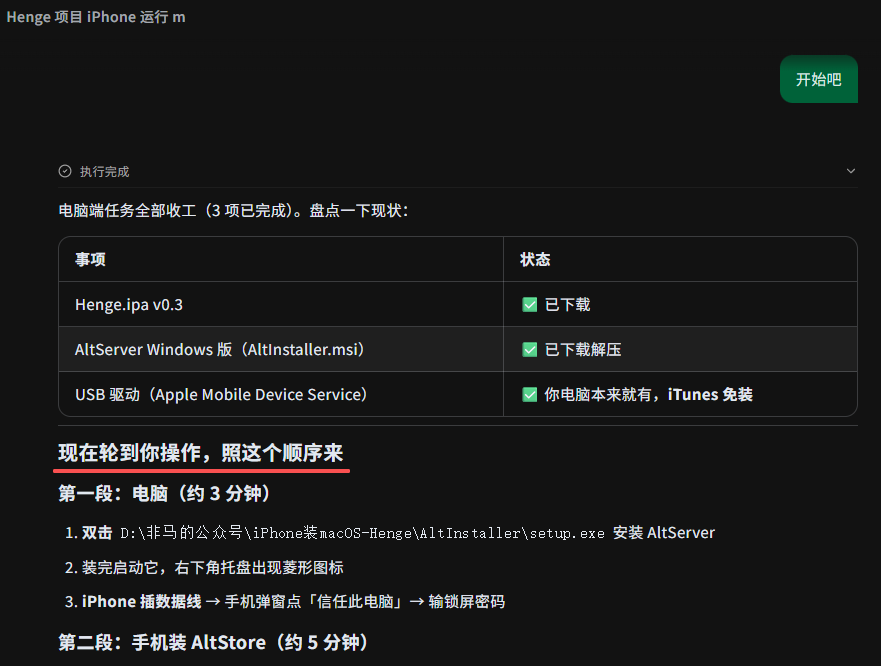 Henge 项目 iPhone 运行 m
开始吧
执行完成
电脑端任务全部收工（3 项已完成）。盘点一下现状：
事项 状态
Henge.ipa v0.3 ✅ 已下载
AltServer Windows 版（AltInstaller.msi） ✅ 已下载解压
USB 驱动（Apple Mobile Device Service） ✅ 你电脑本来就有，iTunes 免装
现在轮到你操作，照这个顺序来
第一段：电脑（约 3 分钟）
1. 双击 D:\非马的公众号\iPhone装macOS-Henge\AltInstaller\setup.exe 安装 AltServer
2. 装完启动它，右下角托盘出现菱形图标
3. iPhone 插数据线 → 手机弹窗点「信任此电脑」→ 输锁屏密码
第二段：手机装 AltStore（约 5 分钟）